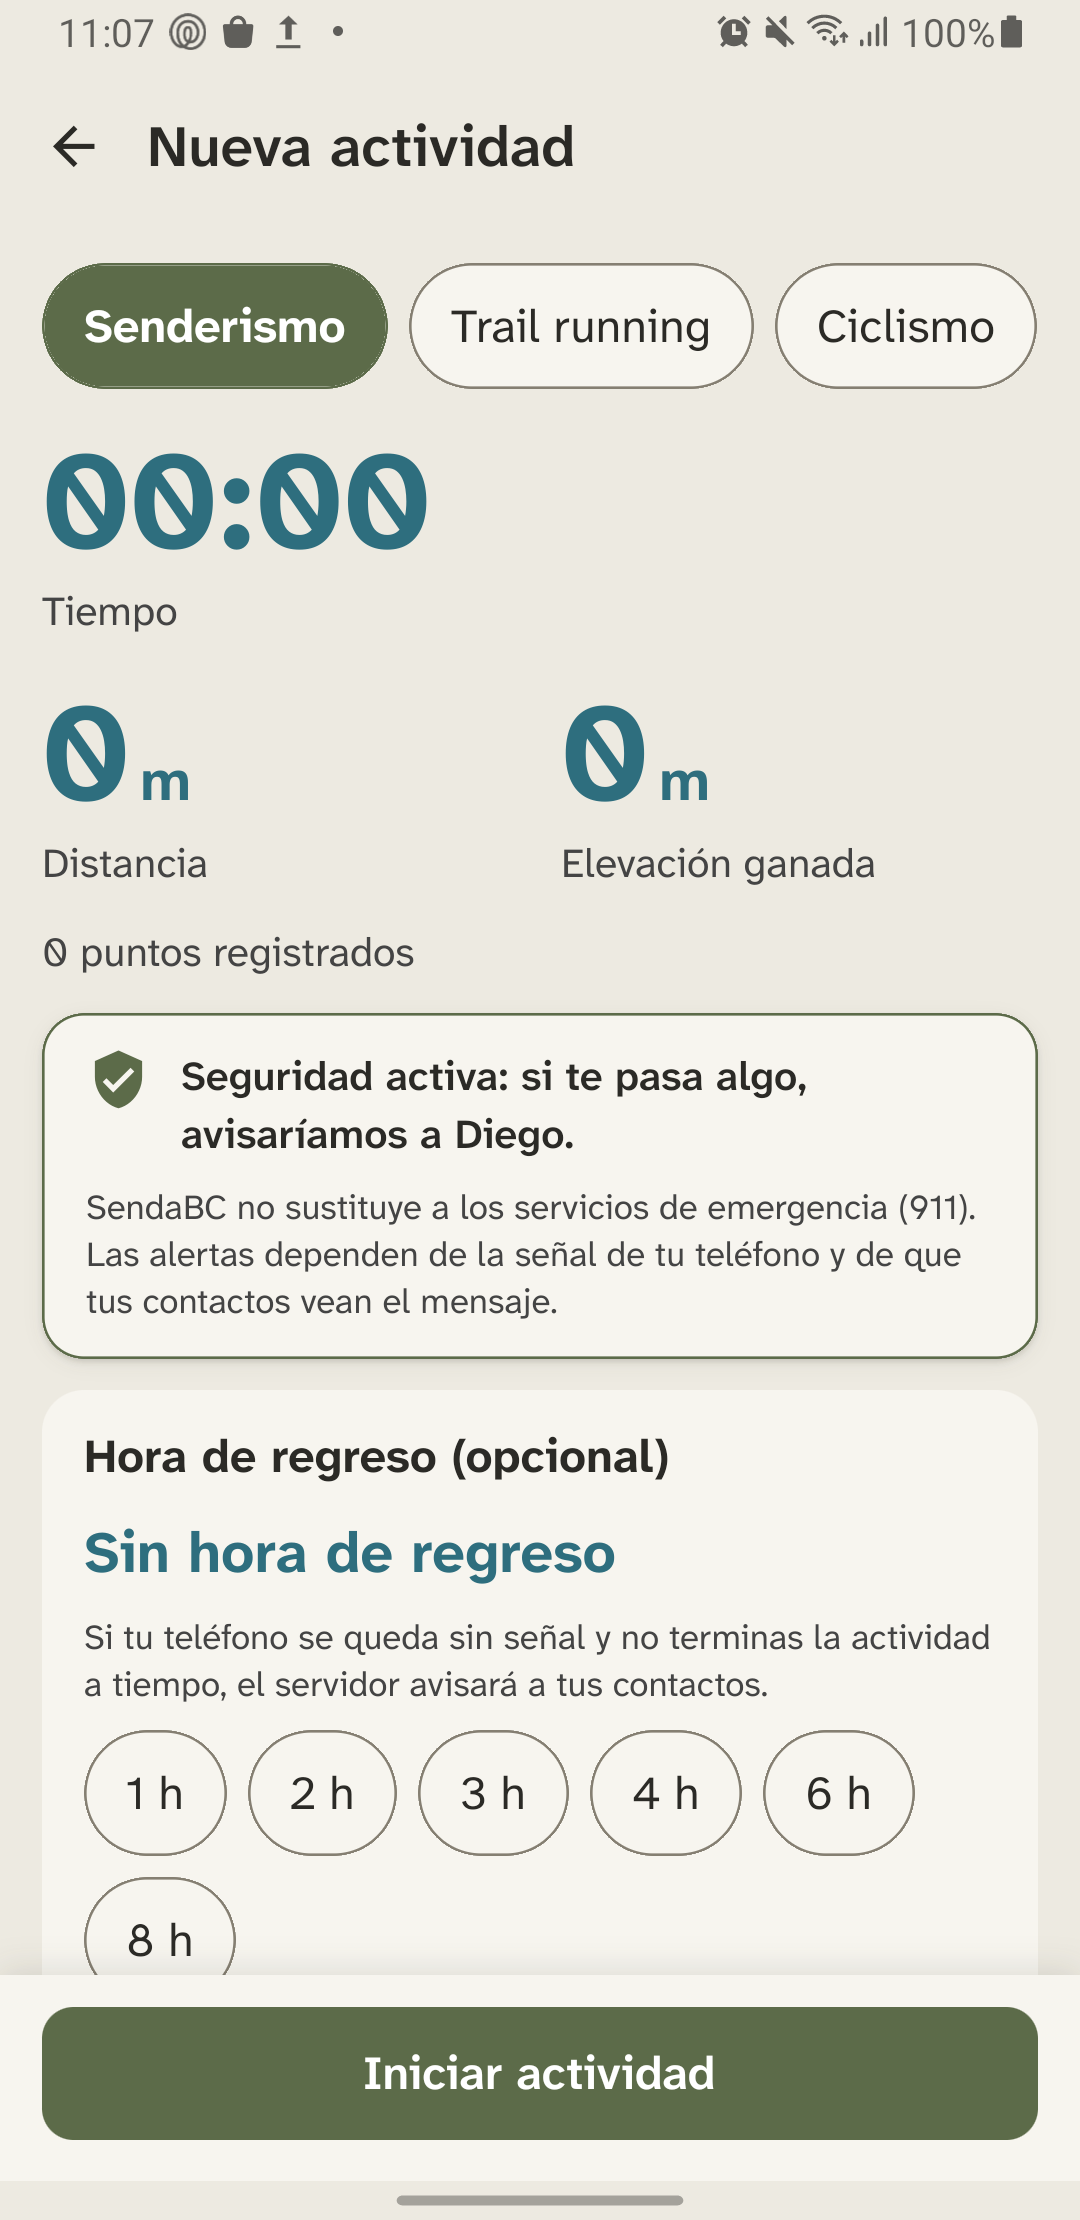 11:07
100%
Nueva actividad
Senderismo
Trail running
Ciclismo
00:00
Tiempo
0 m
0 m
Distancia
Elevación ganada
0 puntos registrados
Seguridad activa: si te pasa algo,
avisaríamos a Diego.
SendaBC no sustituye a los servicios de emergencia (911).
Las alertas dependen de la señal de tu teléfono y de que
tus contactos vean el mensaje.
Hora de regreso (opcional)
Sin hora de regreso
Si tu teléfono se queda sin señal y no terminas la actividad
a tiempo, el servidor avisará a tus contactos.
1 h
2 h
3 h
4 h
6 h
8 h
Iniciar actividad